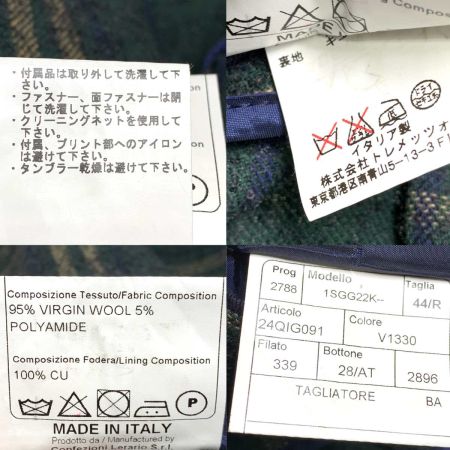 ・付属品は取り外して洗濯して下
さい。
・ファスナー、面ファスナーは閉
じて洗濯して下さい。
・クリーニングネットを使用して
下さい。
・付属、プリント部へのアイロン
は避けて下さい。
・タンブラー乾燥は避けて下さい。
P
MADE
裏地
イタリア製
株式会社トレメッツォ
東京都港区南青山5-13-3
Composizione Tessuto/Fabric Composition
95% VIRGIN WOOL 5%
POLYAMIDE
Composizione Fodera/Lining Composition
100% CU
P
MADE IN ITALY
Prodotto da / Manufactured by
Confezioni Lerario S.r.l.
Prog Modello Taglia
2788 1SGG22K-- 44/R
Articolo Colore
24QIG091 V1330
Filato Bottone
339 28/AT 2896
TAGLIATORE BA